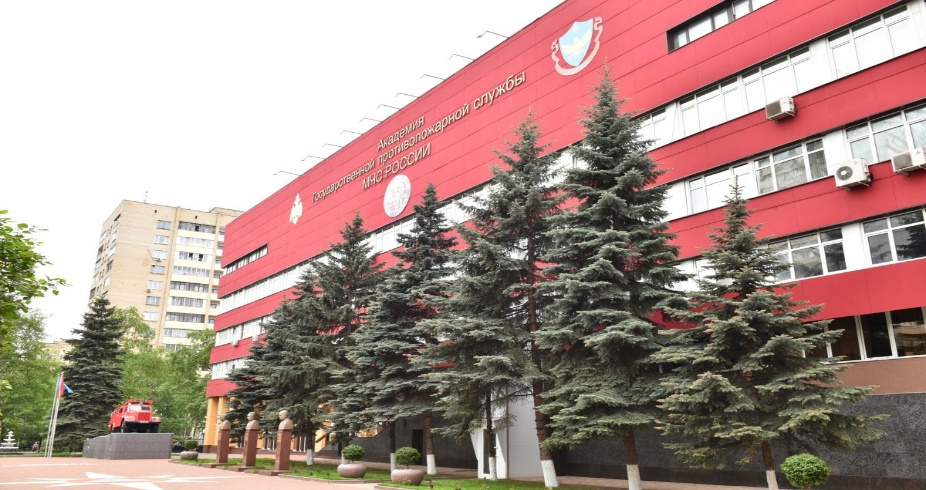 Академия
Государственной противопожарной службы
МЧС РОССИИ